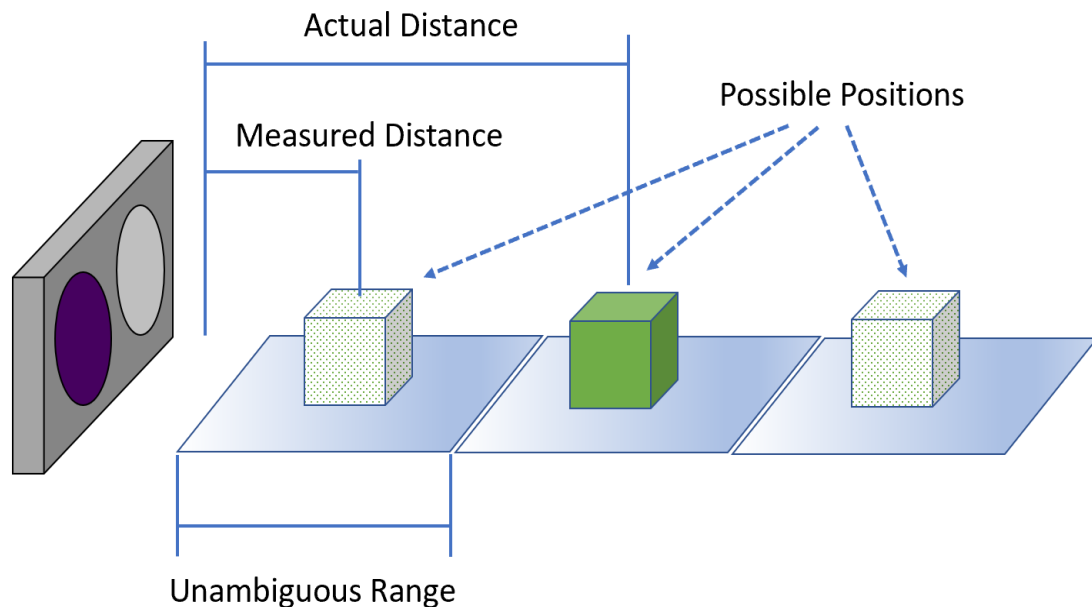 Actual Distance
Possible Positions
Measured Distance
Unambiguous Range